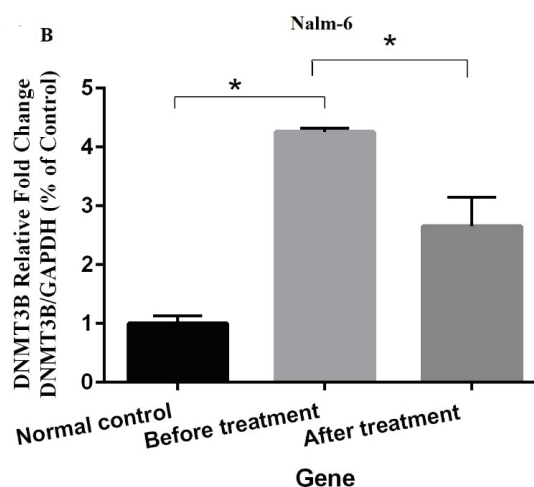 B
Nalm-6
*
*
DNMT3B Relative Fold Change
DNMT3B/GAPDH (% of Control)
5
4
3
2
1
0
Normal control
Before treatment
After treatment
Gene